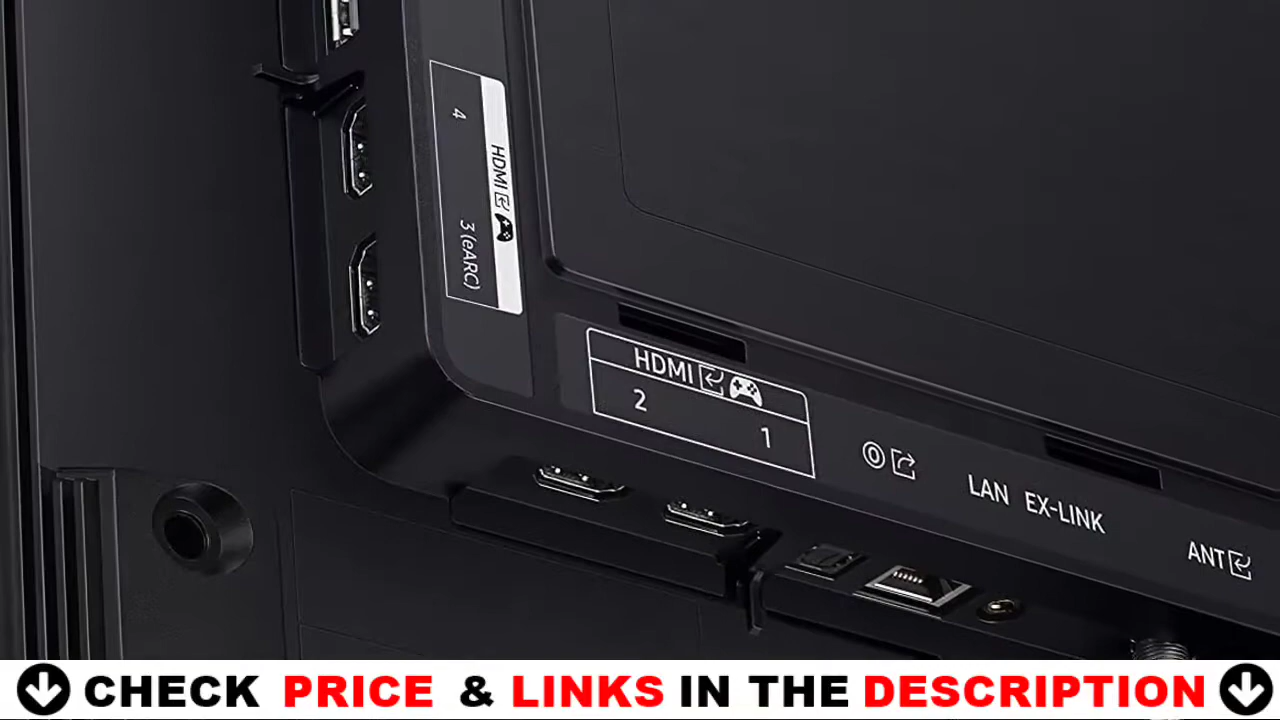 4
HDMI
3 (eARC)
HDMI
2
1
LAN EX-LINK
ANT
CHECK PRICE & LINKS IN THE DESCRIPTION